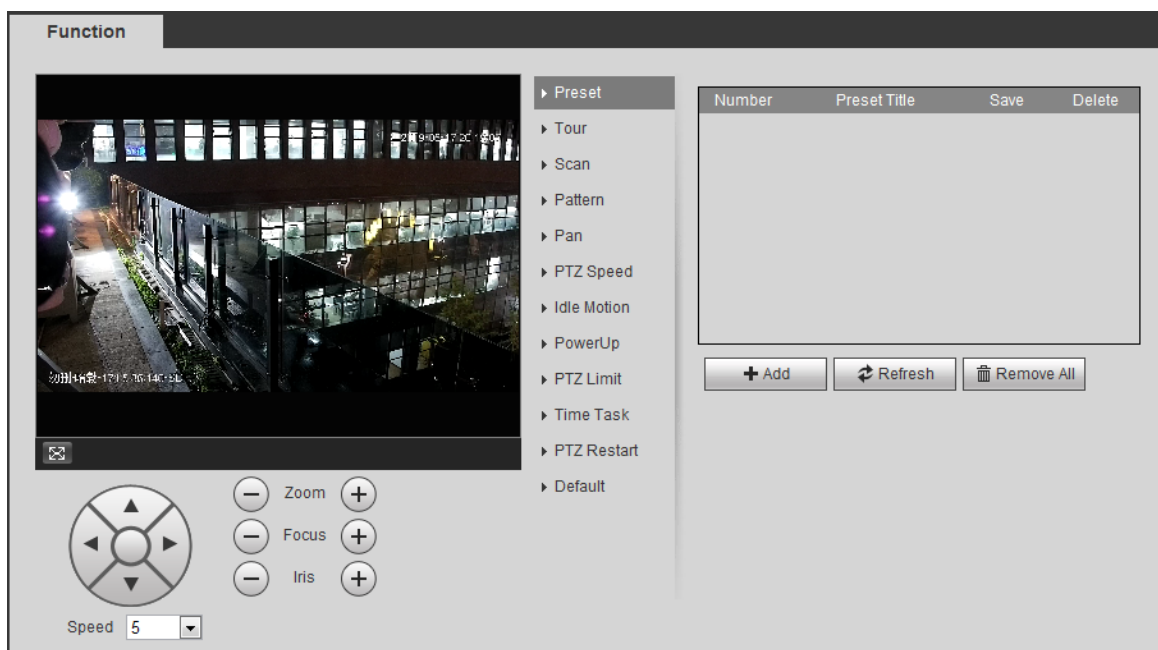 Function
Preset
Tour
Scan
Pattern
Pan
PTZ Speed
Idle Motion
PowerUp
PTZ Limit
Time Task
PTZ Restart
Default
Number Preset Title Save Delete
Add Refresh Remove All
Zoom
Focus
Iris
Speed 5